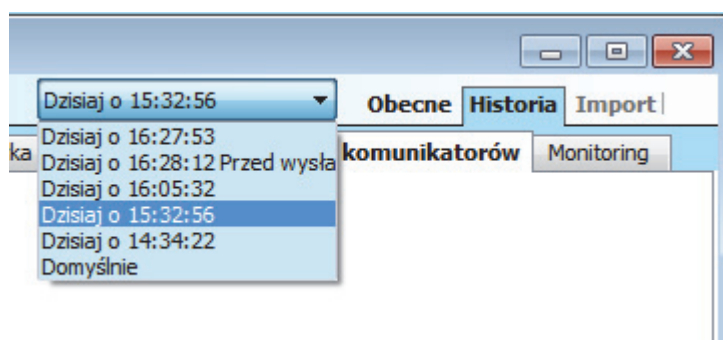 Dzisiaj o 15:32:56 Obecne Historia Import
ka komunikatorów Monitoring
Dzisiaj o 16:27:53
Dzisiaj o 16:28:12 Przed wysła
Dzisiaj o 16:05:32
Dzisiaj o 15:32:56
Dzisiaj o 14:34:22
Domyślnie